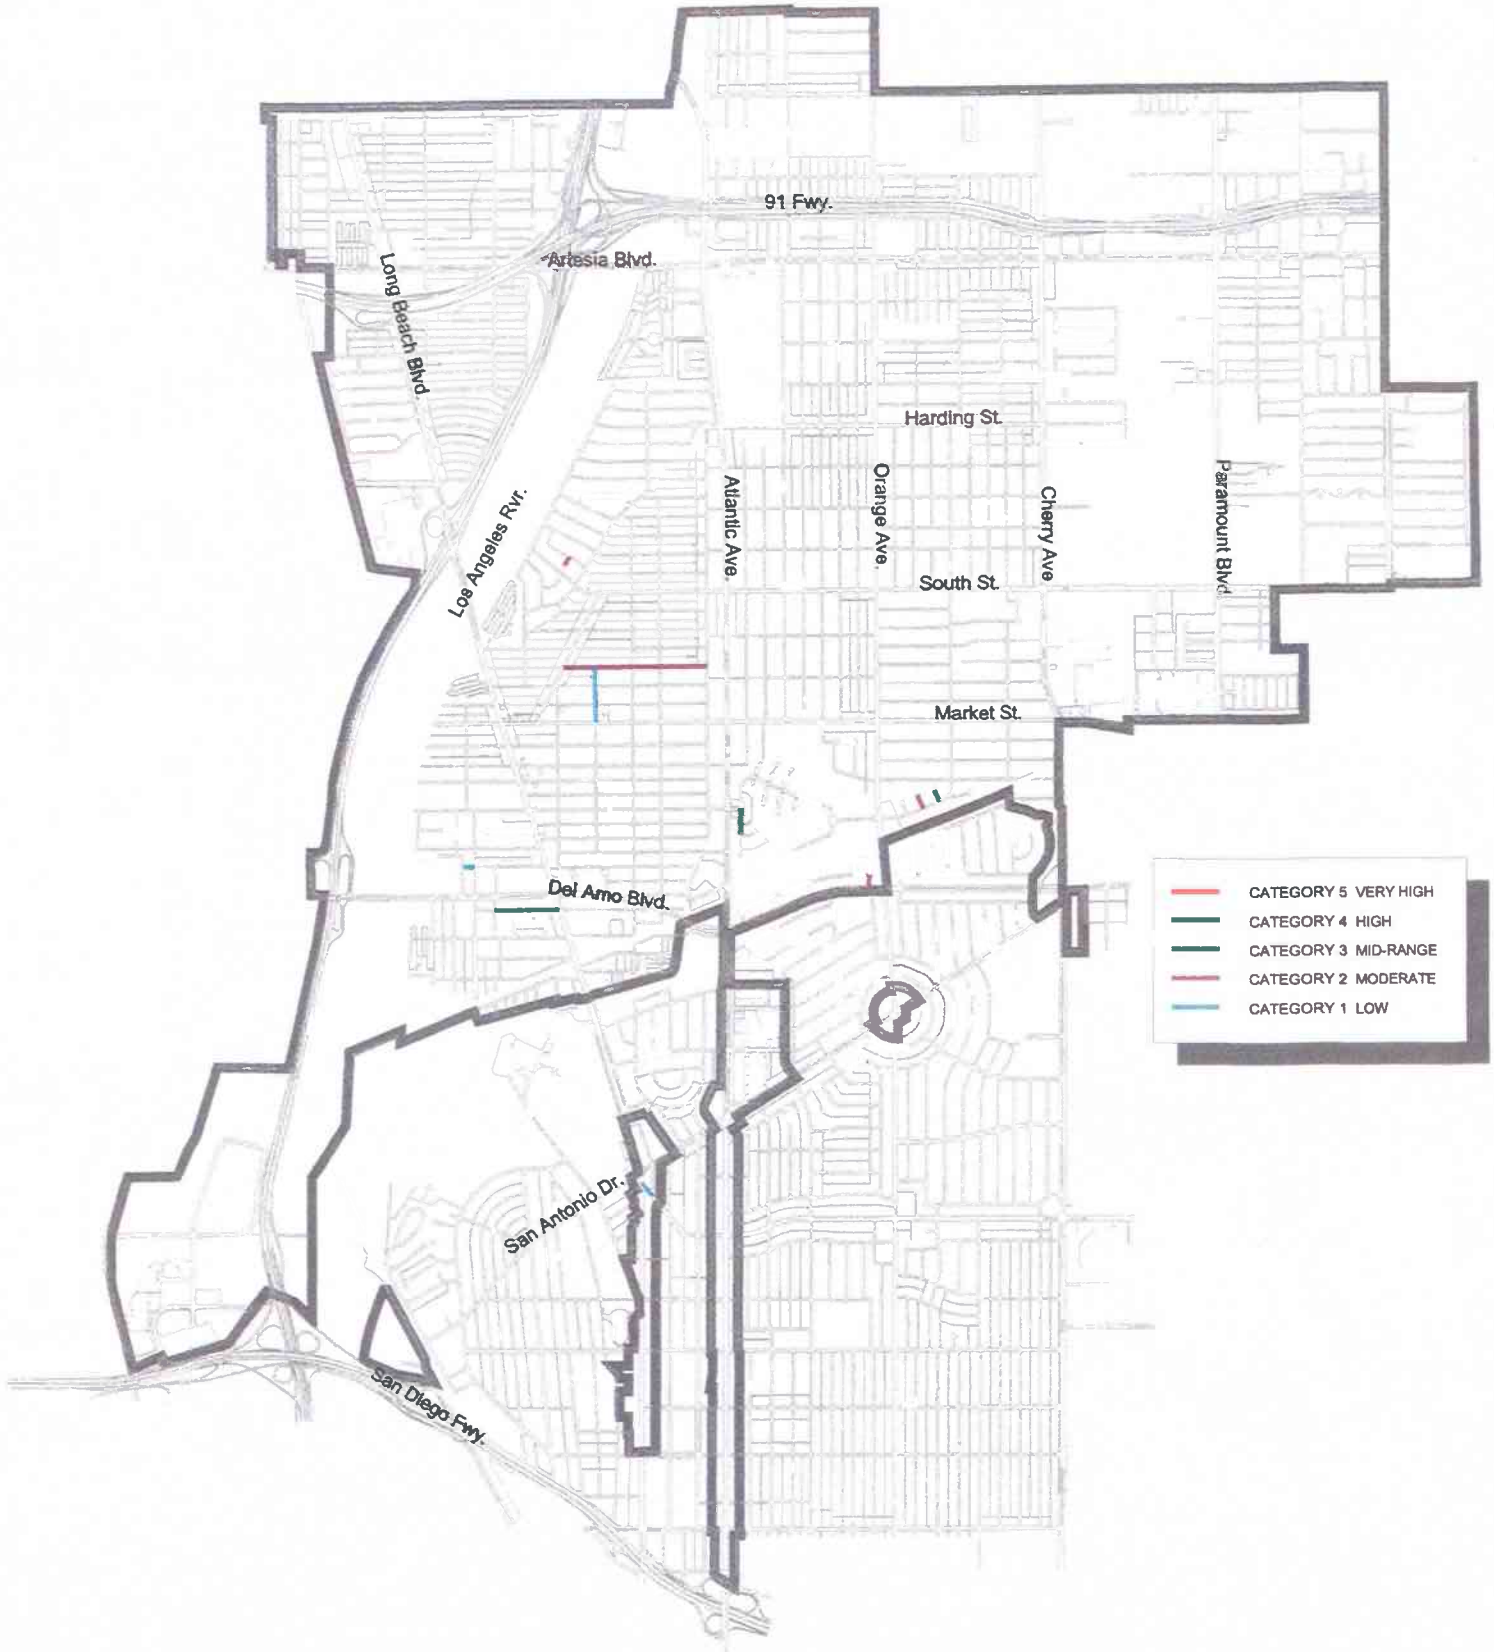 91 Fwy.
Artesia Blvd.
Long Beach Blvd.
Harding St.
Los Angeles Rvr.
Atlantic Ave.
Orange Ave.
Cherry Ave
Paramount Blvd
South St.
Market St.
Del Amo Blvd.
CATEGORY 5 VERY HIGH
CATEGORY 4 HIGH
CATEGORY 3 MID-RANGE
CATEGORY 2 MODERATE
CATEGORY 1 LOW
San Antonio Dr.
San Diego Fwy.